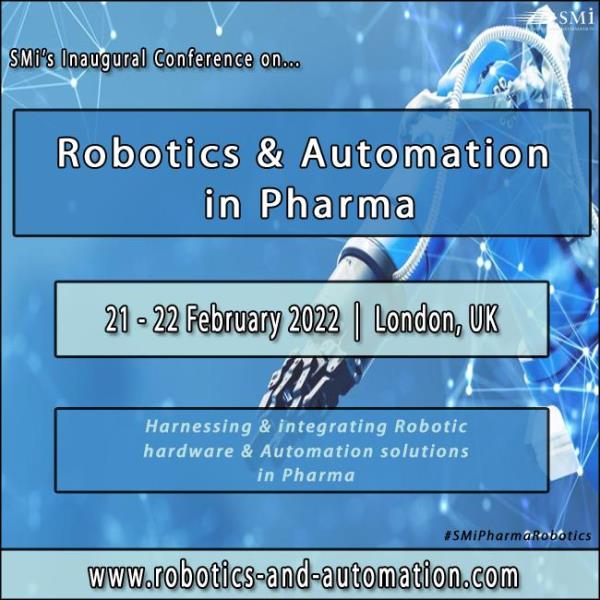 SMi
SMi's Inaugural Conference on...
Robotics & Automation
in Pharma
21 - 22 February 2022 | London, UK
Harnessing & integrating Robotic
hardware & Automation solutions
in Pharma
#SMiPharmaRobotics
www.robotics-and-automation.com